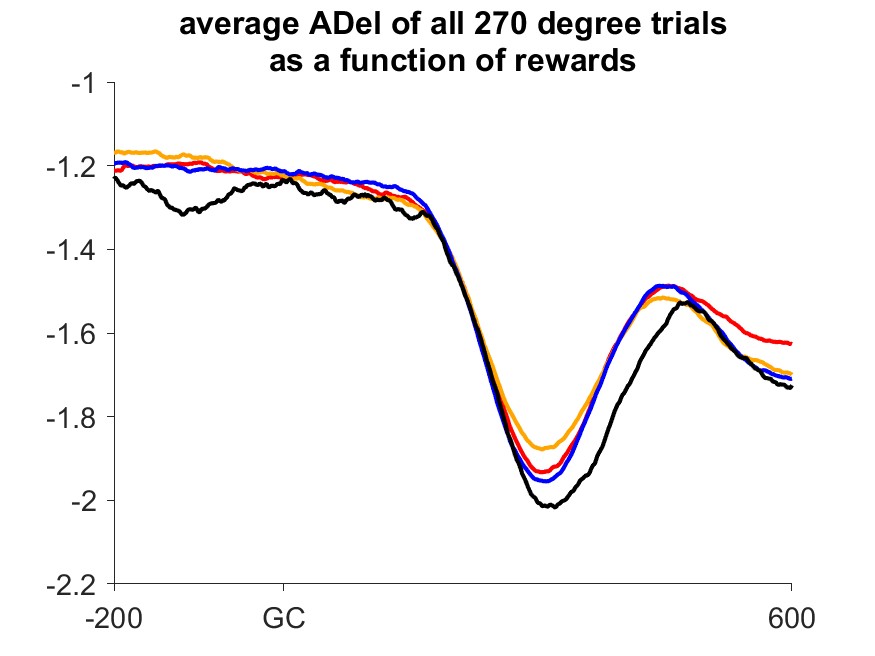 average ADel of all 270 degree trials
as a function of rewards
-1
-1.2
-1.4
-1.6
-1.8
-2
-2.2
-200 GC 600